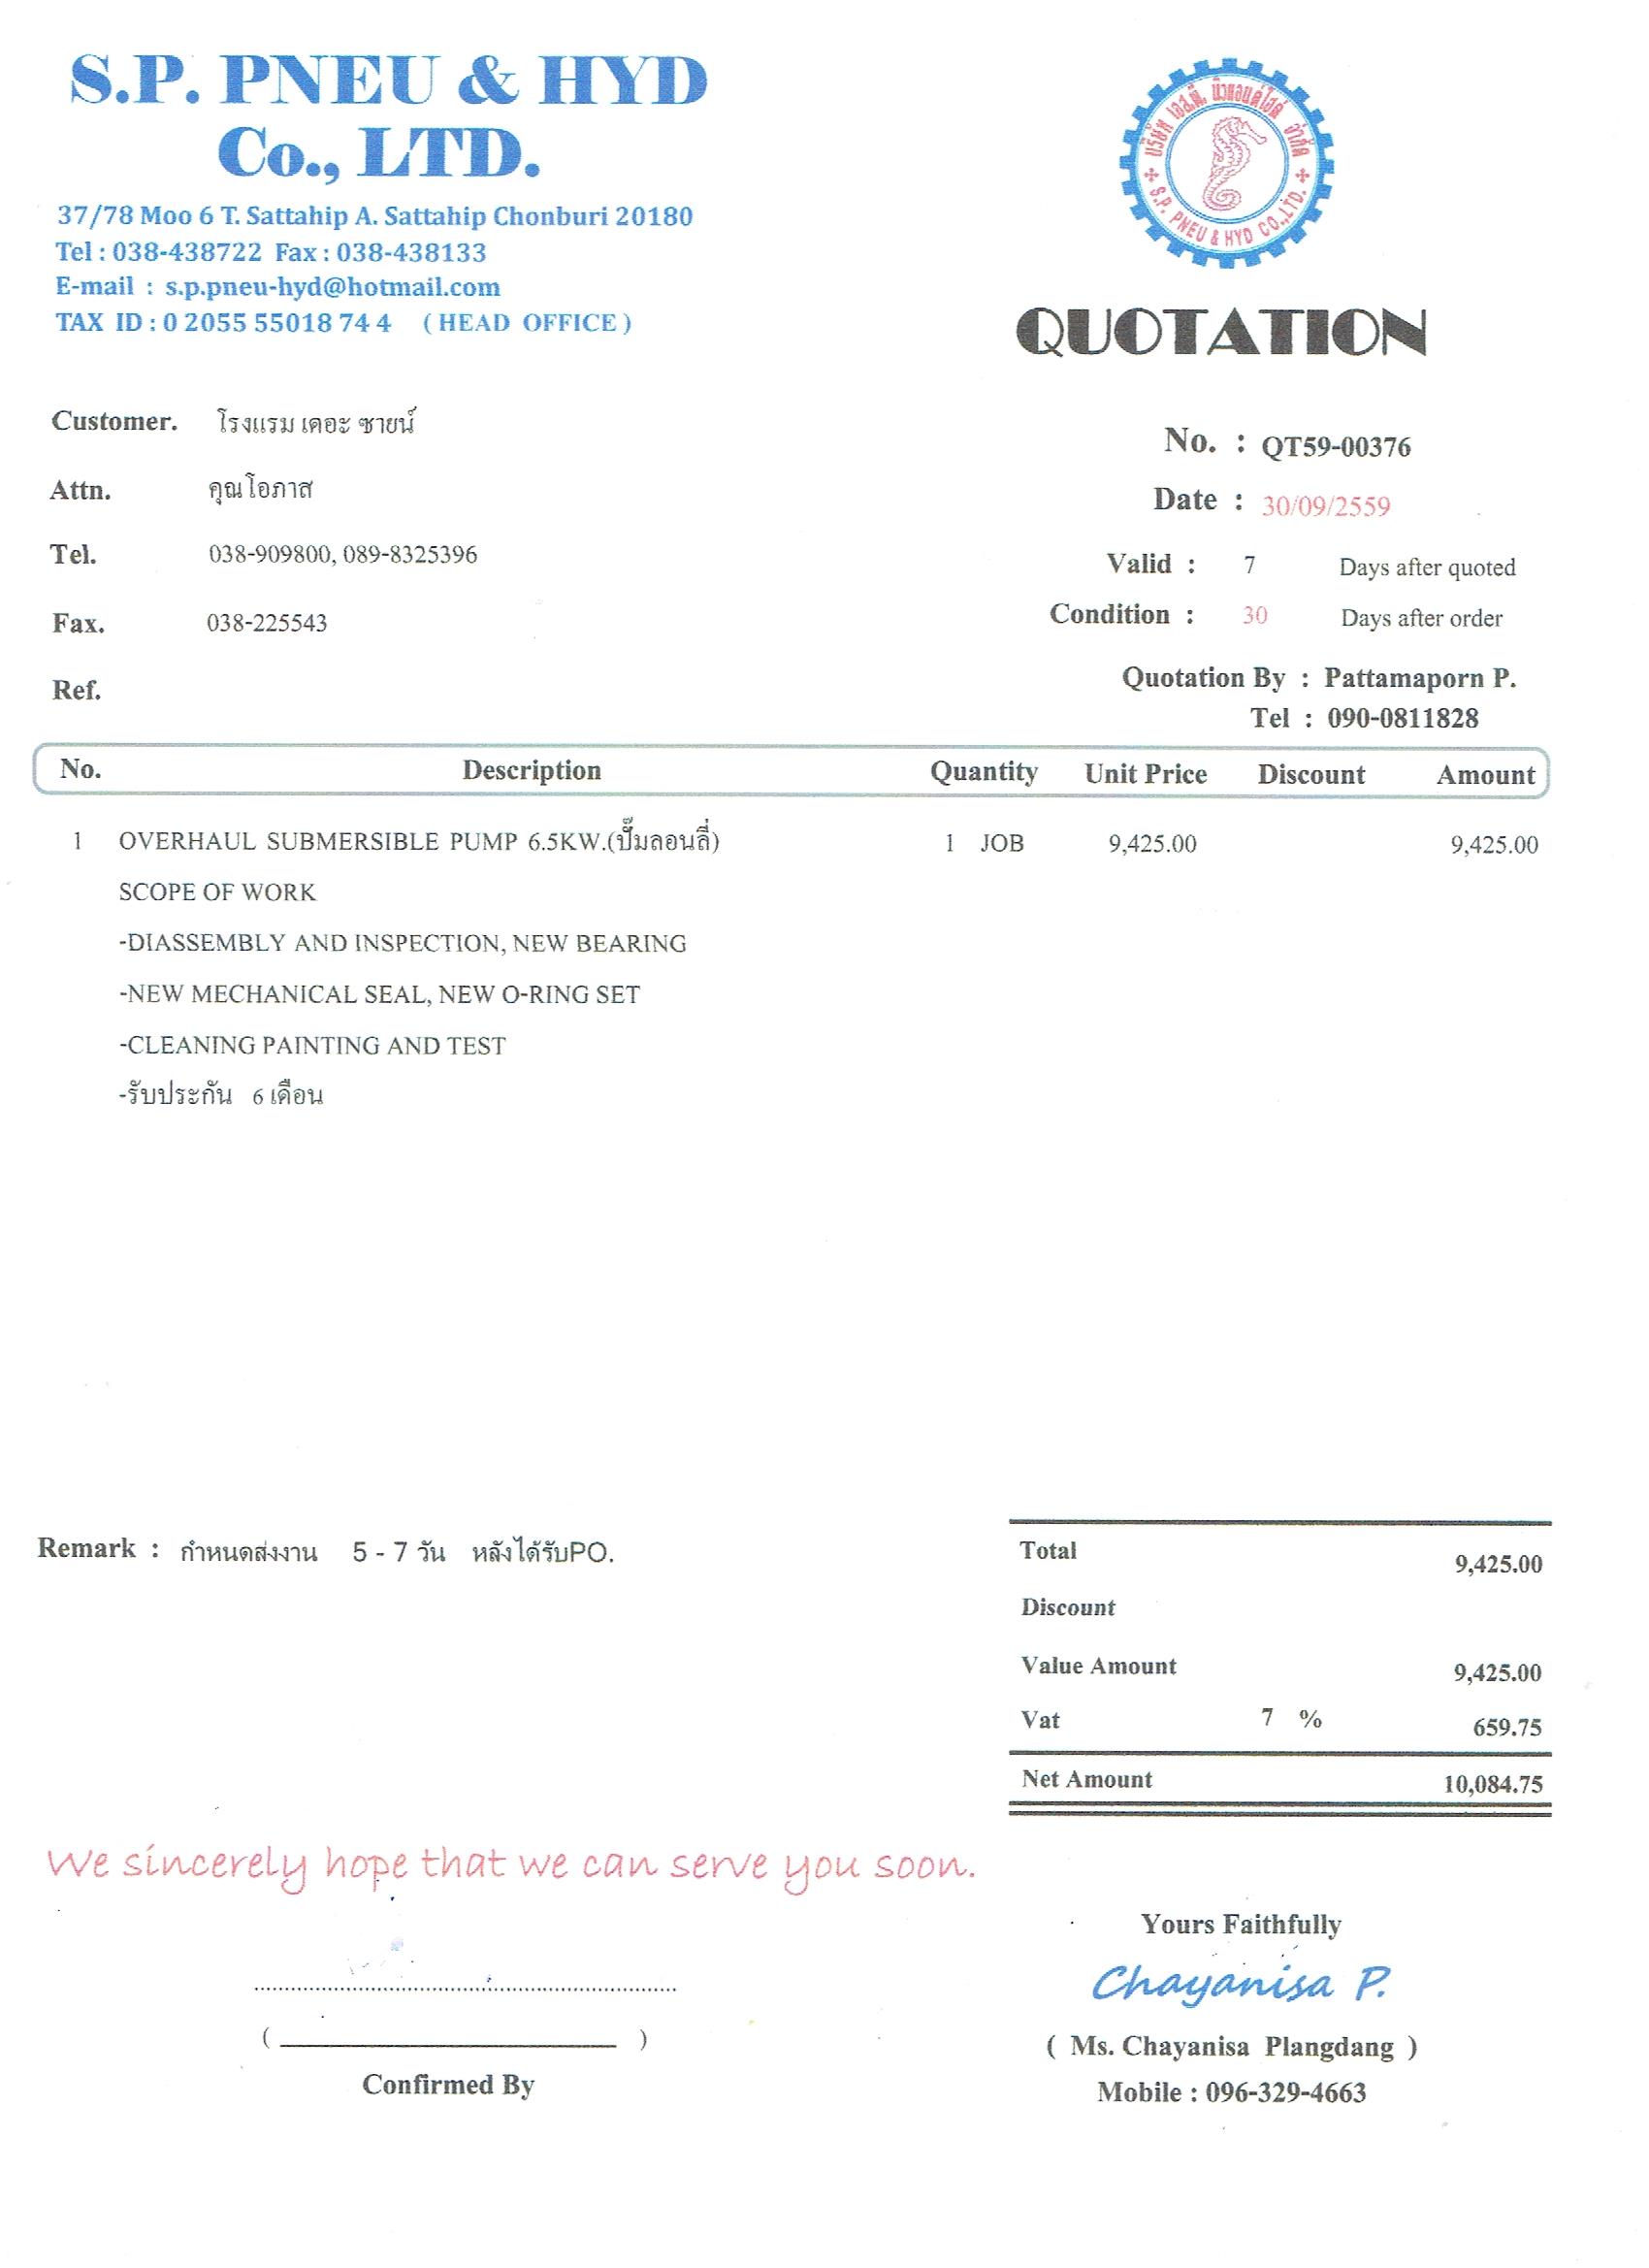 S.P. PNEU & HYD
Co., LTD.
37/78 Moo 6 T. Sattahip A. Sattahip Chonburi 20180
Tel : 038-438722 Fax : 038-438133
E-mail : s.p.pneu-hyd@hotmail.com
TAX ID : 0 2055 55018 74 4 ( HEAD OFFICE )
บริษัท เอส.พี. นิวแอนด์ไฮด์ จำกัด
S.P. PNEU & HYD CO.,LTD.
QUOTATION
Customer. โรงแรม เดอะ ซายน์
Attn. คุณโอภาส
Tel. 038-909800, 089-8325396
Fax. 038-225543
Ref.
No. : QT59-00376
Date : 30/09/2559
Valid : 7 Days after quoted
Condition : 30 Days after order
Quotation By : Pattamaporn P.
Tel : 090-0811828
No. Description Quantity Unit Price Discount Amount
1 OVERHAUL SUBMERSIBLE PUMP 6.5KW.(ปั๊มลอนลี่) 1 JOB 9,425.00 9,425.00
SCOPE OF WORK
-DIASSEMBLY AND INSPECTION, NEW BEARING
-NEW MECHANICAL SEAL, NEW O-RING SET
-CLEANING PAINTING AND TEST
-รับประกัน 6 เดือน
Remark : กำหนดส่งงาน 5 - 7 วัน หลังได้รับPO.
Total 9,425.00
Discount
Value Amount 9,425.00
Vat 7 % 659.75
Net Amount 10,084.75
We sincerely hope that we can serve you soon.
Yours Faithfully
Chayanisa P.
( Ms. Chayanisa Plangdang )
Mobile : 096-329-4663
( )
Confirmed By